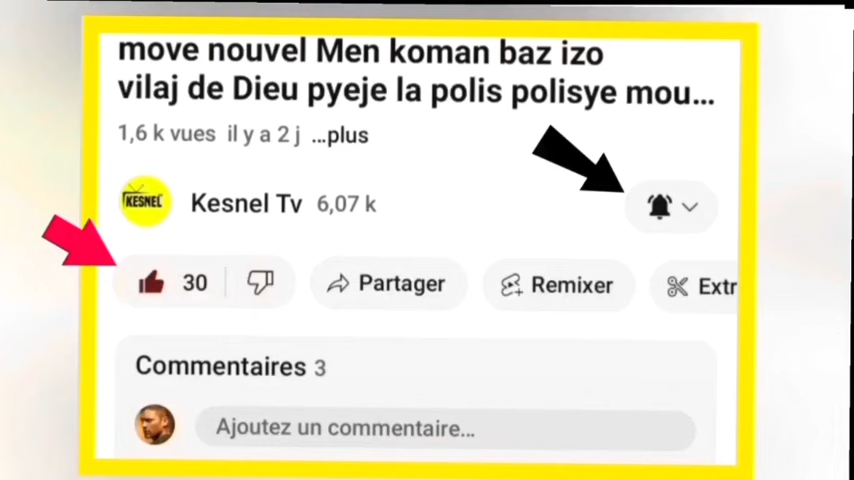 move nouvel Men koman baz izo
vilaj de Dieu pyeje la polis polisye mou...
1,6 k vues il y a 2 j ...plus
KESNEL
Kesnel Tv 6,07 k
30 Partager Remixer Extr
Commentaires 3
Ajoutez un commentaire...